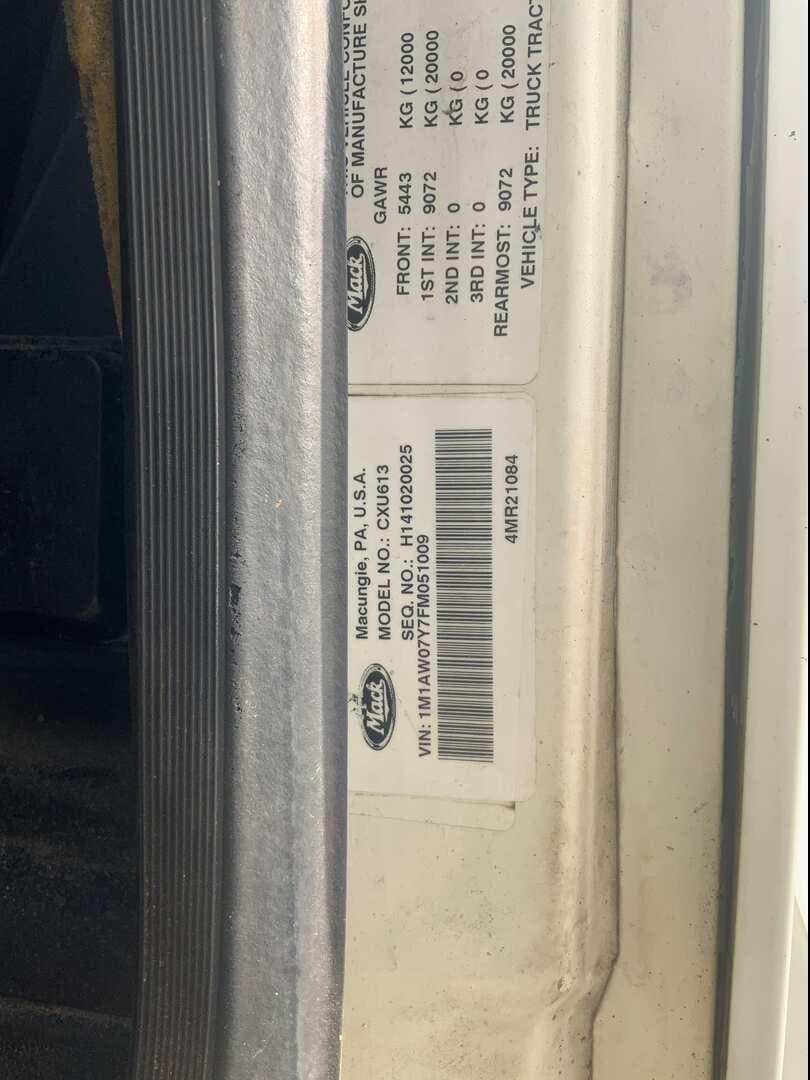 Mack
Macungie, PA, U.S.A.
MODEL NO.: CXU613
SEQ. NO.: H141020025
VIN: 1M1AW07Y7FM051009
4MR21084
OF MANUFACTURE
Mack
GAWR
FRONT: 5443 KG ( 12000
1ST INT: 9072 KG ( 20000
2ND INT: 0 KG ( 0
3RD INT: 0 KG ( 0
REARMOST: 9072 KG ( 20000
VEHICLE TYPE: TRUCK TRACT